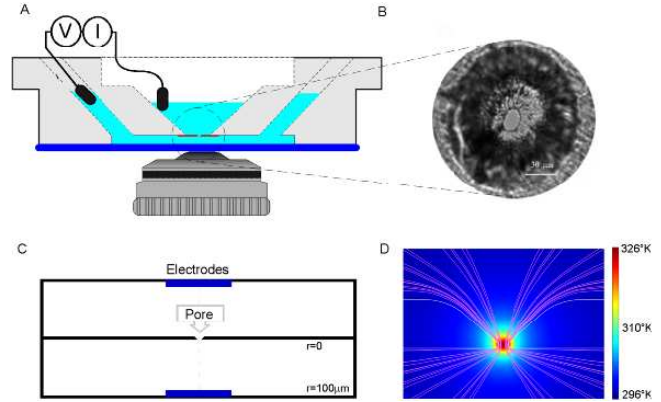 A
B
V I
30 µm
C
D
Electrodes
Pore
r=0
r=100µm
326°K
310°K
296°K